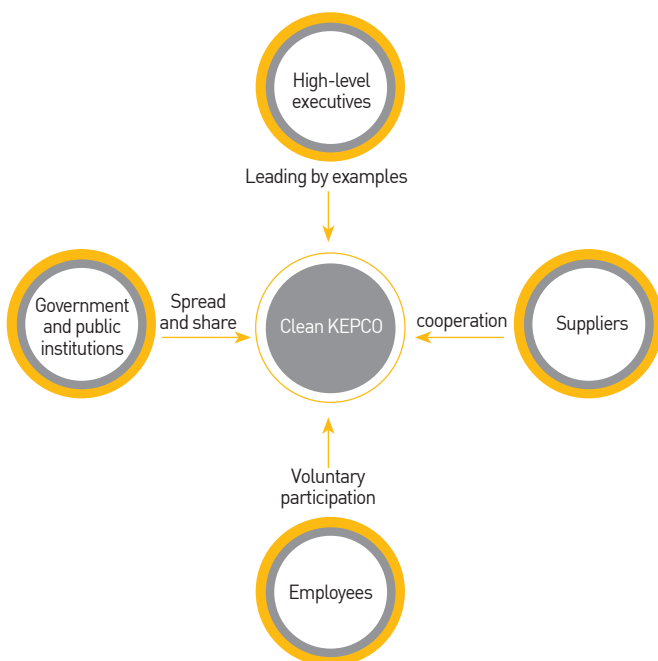 High-level
executives
Leading by examples
Government
and public
institutions
Spread
and share
Clean KEPCO
cooperation
Suppliers
Voluntary
participation
Employees